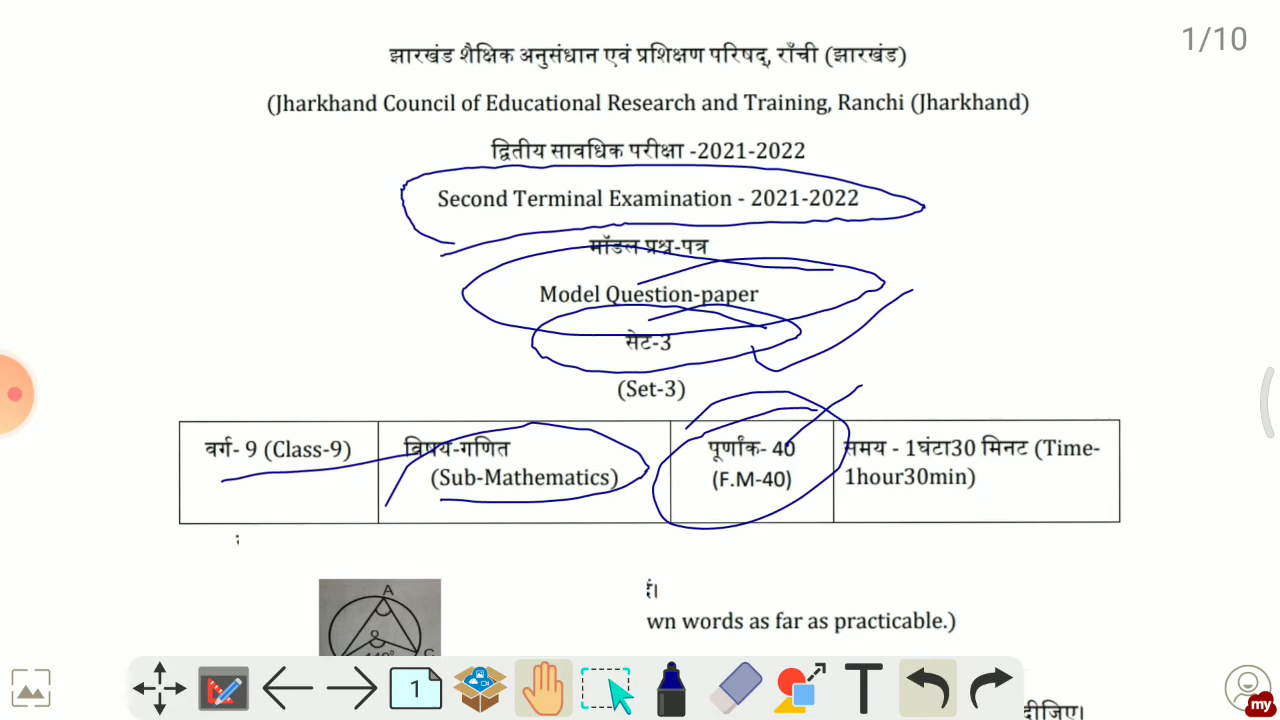 1/10
झारखंड शैक्षिक अनुसंधान एवं प्रशिक्षण परिषद्, राँची (झारखंड)
(Jharkhand Council of Educational Research and Training, Ranchi (Jharkhand)
द्वितीय सावधिक परीक्षा -2021-2022
Second Terminal Examination - 2021-2022
मॉडल प्रश्न-पत्र
Model Question-paper
सेट-3
(Set-3)
वर्ग- 9 (Class-9) विषय-गणित पूर्णांक- 40 समय - 1घंटा30 मिनट (Time-
(Sub-Mathematics) (F.M-40) 1hour30min)
A
wn words as far as practicable.)
1
T
दीजिए।
my